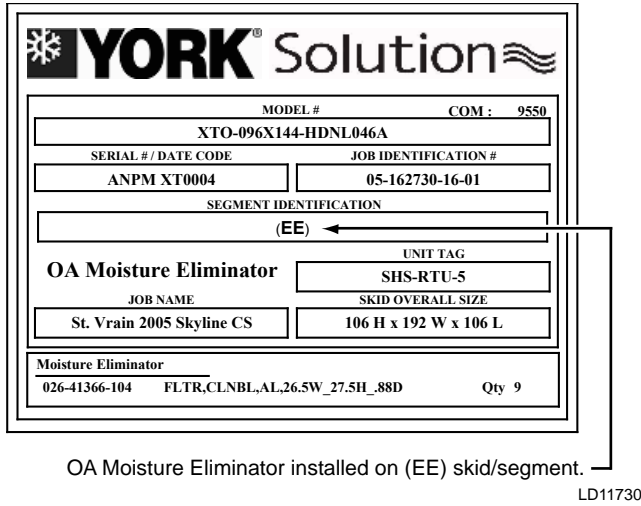 YORK® Solution
MODEL # COM : 9550
XTO-096X144-HDNL046A
SERIAL # / DATE CODE JOB IDENTIFICATION #
ANPM XT0004 05-162730-16-01
SEGMENT IDENTIFICATION
(EE)
OA Moisture Eliminator
UNIT TAG
SHS-RTU-5
JOB NAME SKID OVERALL SIZE
St. Vrain 2005 Skyline CS 106 H x 192 W x 106 L
Moisture Eliminator
026-41366-104 FLTR,CLNBL,AL,26.5W_27.5H_.88D Qty 9
OA Moisture Eliminator installed on (EE) skid/segment.
LD11730